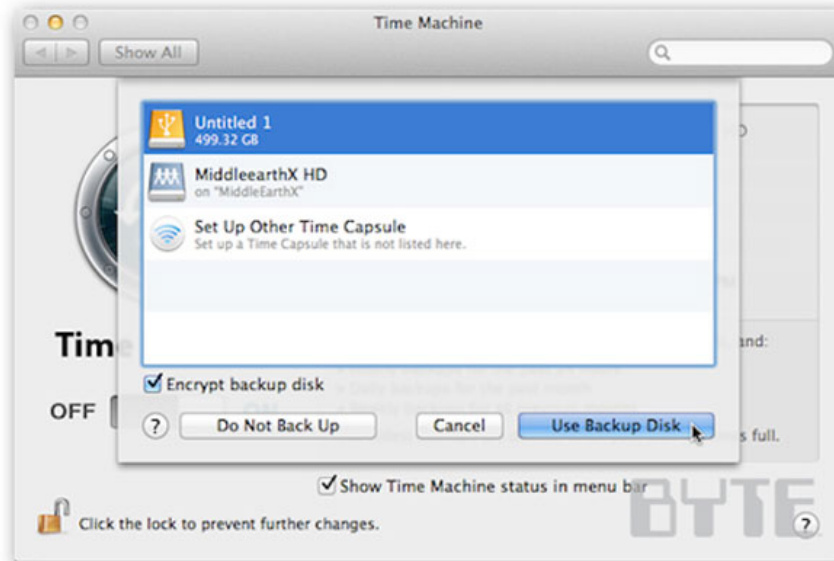 Time Machine
Show All
Untitled 1
499.32 GB
MiddleearthX HD
on "MiddleEarthX"
Set Up Other Time Capsule
Set up a Time Capsule that is not listed here.
Tim
and:
Encrypt backup disk
OFF
? Do Not Back Up Cancel Use Backup Disk
s full.
Show Time Machine status in menu bar
BYTE
Click the lock to prevent further changes. ?